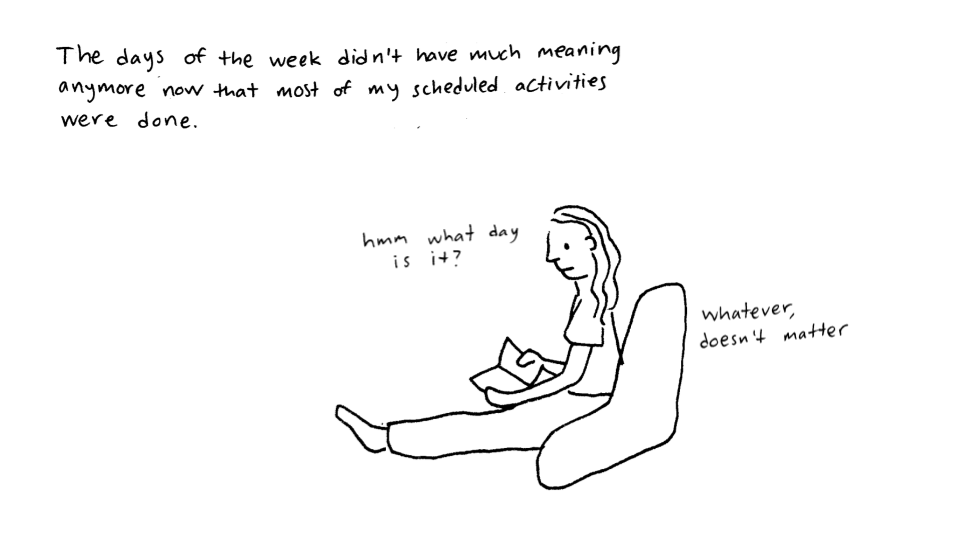 The days of the week didn't have much meaning
anymore now that most of my scheduled activities
were done.
hmm what day
is it?
whatever,
doesn't matter